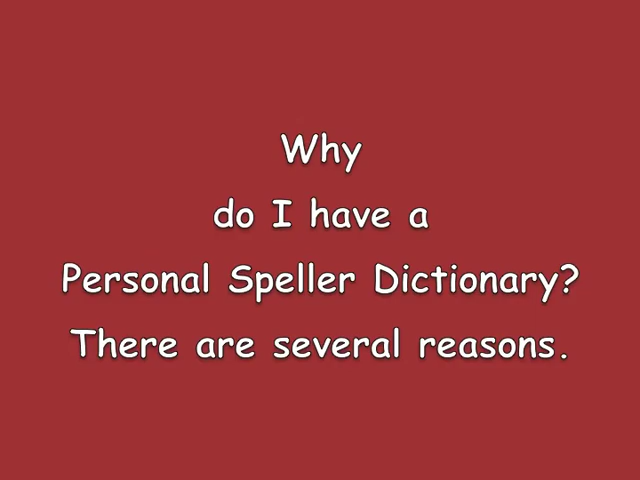 Why
do I have a
Personal Speller Dictionary?
There are several reasons.